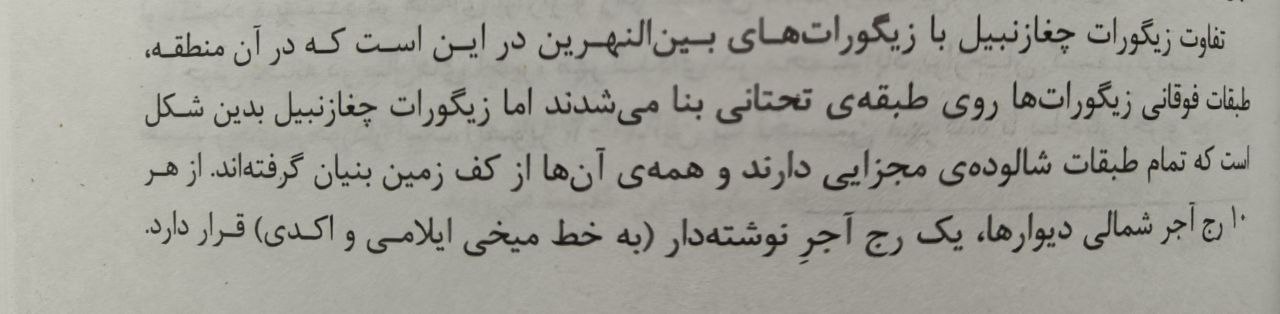 تفاوت زیگورات چغازنبیل با زیگورات‌های بین‌النهرین در این است که در آن منطقه،
طبقات فوقانی زیگورات‌ها روی طبقه‌ی تحتانی بنا می‌شدند اما زیگورات چغازنبیل بدین شکل
است که تمام طبقات شالوده‌ی مجزایی دارند و همه‌ی آن‌ها از کف زمین بنیان گرفته‌اند. از هر
۱۰ رج آجر شمالی دیوارها، یک رج آجرِ نوشته‌دار (به خط میخی ایلامی و اکدی) قرار دارد.